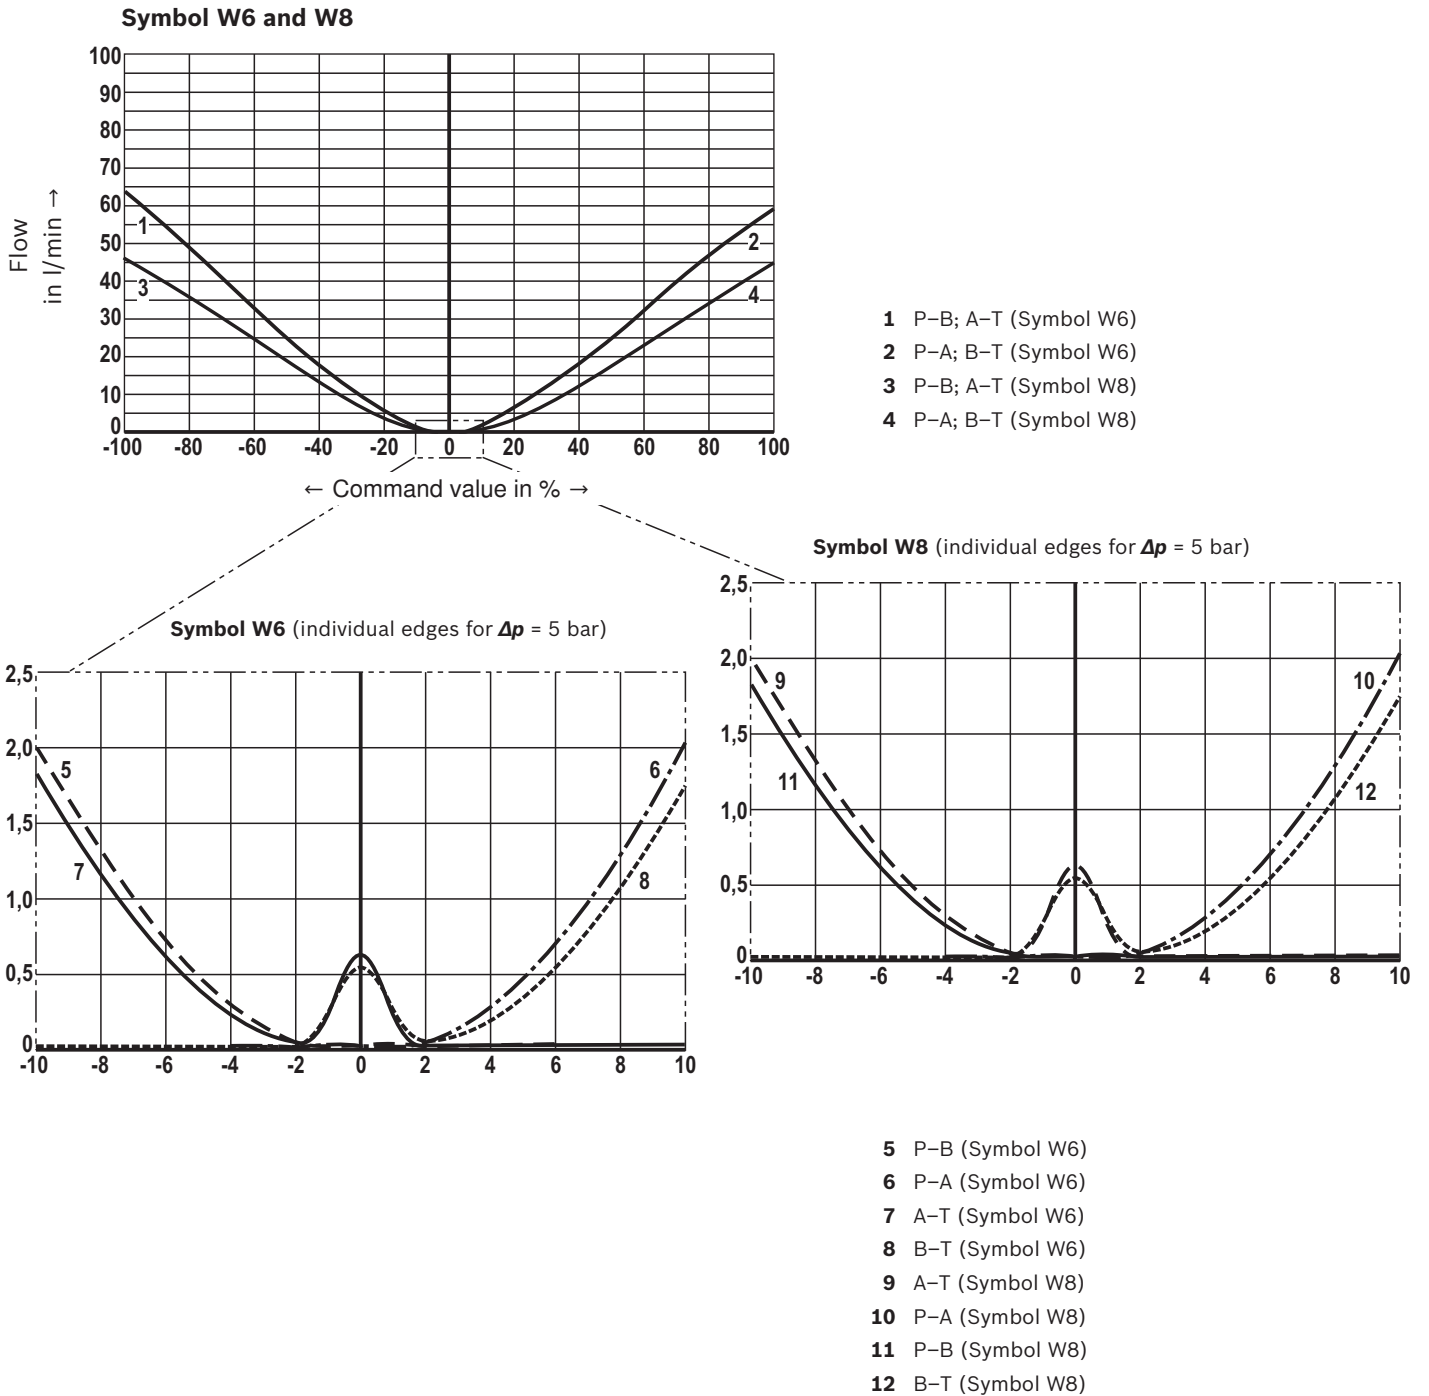 Symbol W6 and W8
100
90
80
70
60
50
40
30
20
10
0
Flow
in l/min →
1
2
3
4
-100 -80 -60 -40 -20 0 20 40 60 80 100
← Command value in % →
1 P–B; A–T (Symbol W6)
2 P–A; B–T (Symbol W6)
3 P–B; A–T (Symbol W8)
4 P–A; B–T (Symbol W8)
Symbol W8 (individual edges for Δp = 5 bar)
2,5
2,0
1,5
1,0
0,5
0
9
10
11
12
-10 -8 -6 -4 -2 0 2 4 6 8 10
Symbol W6 (individual edges for Δp = 5 bar)
2,5
2,0
1,5
1,0
0,5
0
5
6
7
8
-10 -8 -6 -4 -2 0 2 4 6 8 10
5 P–B (Symbol W6)
6 P–A (Symbol W6)
7 A–T (Symbol W6)
8 B–T (Symbol W6)
9 A–T (Symbol W8)
10 P–A (Symbol W8)
11 P–B (Symbol W8)
12 B–T (Symbol W8)